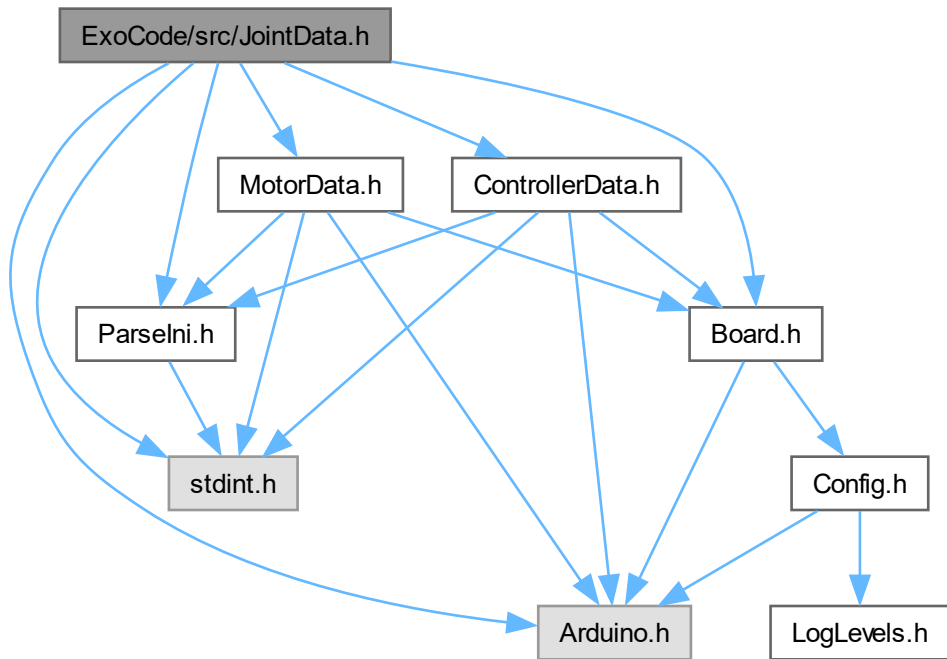 ExoCode/src/JointData.h
MotorData.h
ControllerData.h
ParseIni.h
Board.h
stdint.h
Config.h
Arduino.h
LogLevels.h